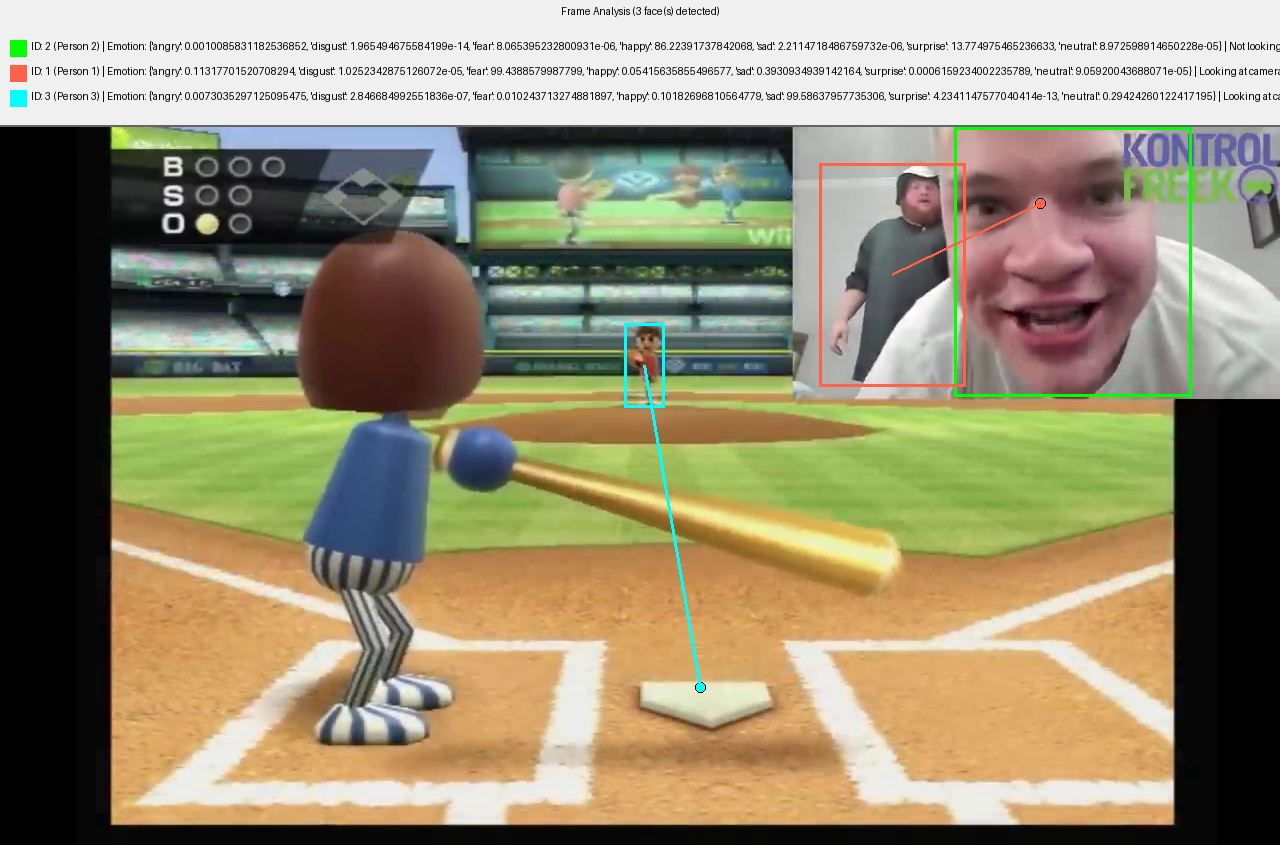 Frame Analysis (3 face(s) detected)
ID: 2 (Person 2) | Emotion: {'angry': 0.0010085831182536852, 'disgust': 1.965494675584199e-14, 'fear': 8.065395232800931e-06, 'happy': 86.22391737842068, 'sad': 2.2114718486759732e-06, 'surprise': 13.774975465236633, 'neutral': 8.972598914650228e-05} | Not looking
ID: 1 (Person 1) | Emotion: {'angry': 0.11317701520708294, 'disgust': 1.0252342875126072e-05, 'fear': 99.4388579987799, 'happy': 0.05415635855496577, 'sad': 0.3930934939142164, 'surprise': 0.0006159234002235789, 'neutral': 9.05920043688071e-05} | Looking at camera
ID: 3 (Person 3) | Emotion: {'angry': 0.0073035297125095475, 'disgust': 2.846684992551836e-07, 'fear': 0.010243713274881897, 'happy': 0.10182696810564779, 'sad': 99.58637957735306, 'surprise': 4.2341147577040414e-13, 'neutral': 0.29424260122417195} | Looking at ca
B
S
O
Wii
KONTROL
FREEK
BIG BAT